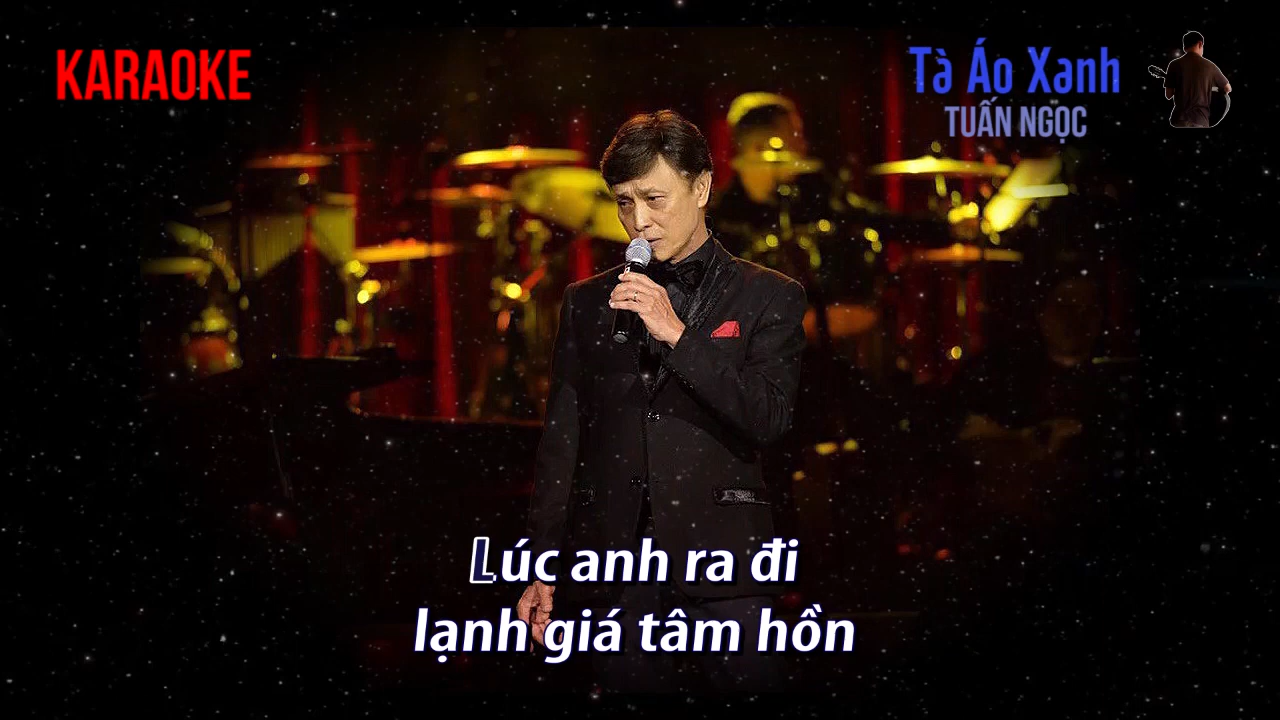 KARAOKE
Tà Áo Xanh
TUẤN NGỌC
Lúc anh ra đi
lạnh giá tâm hồn